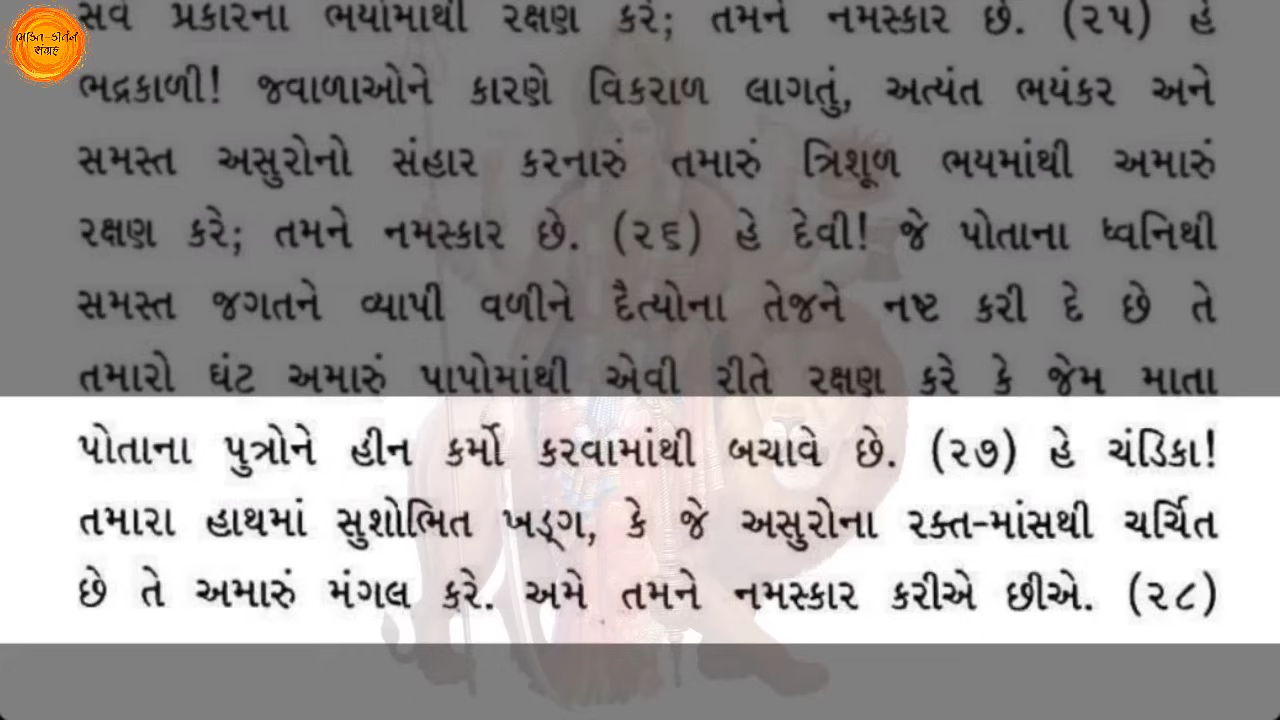 ભક્તિ-કીર્તન
સંગ્રહ
સર્વ પ્રકારના ભયોમાંથી રક્ષણ કરે; તમને નમસ્કાર છે. (૨૫) હે
ભદ્રકાળી! જ્વાળાઓને કારણે વિકરાળ લાગતું, અત્યંત ભયંકર અને
સમસ્ત અસુરોનો સંહાર કરનારું તમારું ત્રિશૂળ ભયમાંથી અમારું
રક્ષણ કરે; તમને નમસ્કાર છે. (૨૬) હે દેવી! જે પોતાના ધ્વનિથી
સમસ્ત જગતને વ્યાપી વળીને દૈત્યોના તેજને નષ્ટ કરી દે છે તે
તમારો ઘંટ અમારું પાપોમાંથી એવી રીતે રક્ષણ કરે કે જેમ માતા
પોતાના પુત્રોને હીન કર્મો કરવામાંથી બચાવે છે. (૨૭) હે ચંડિકા!
તમારા હાથમાં સુશોભિત ખડ્ગ, કે જે અસુરોના રક્ત-માંસથી ચર્ચિત
છે તે અમારું મંગલ કરે. અમે તમને નમસ્કાર કરીએ છીએ. (૨૮)